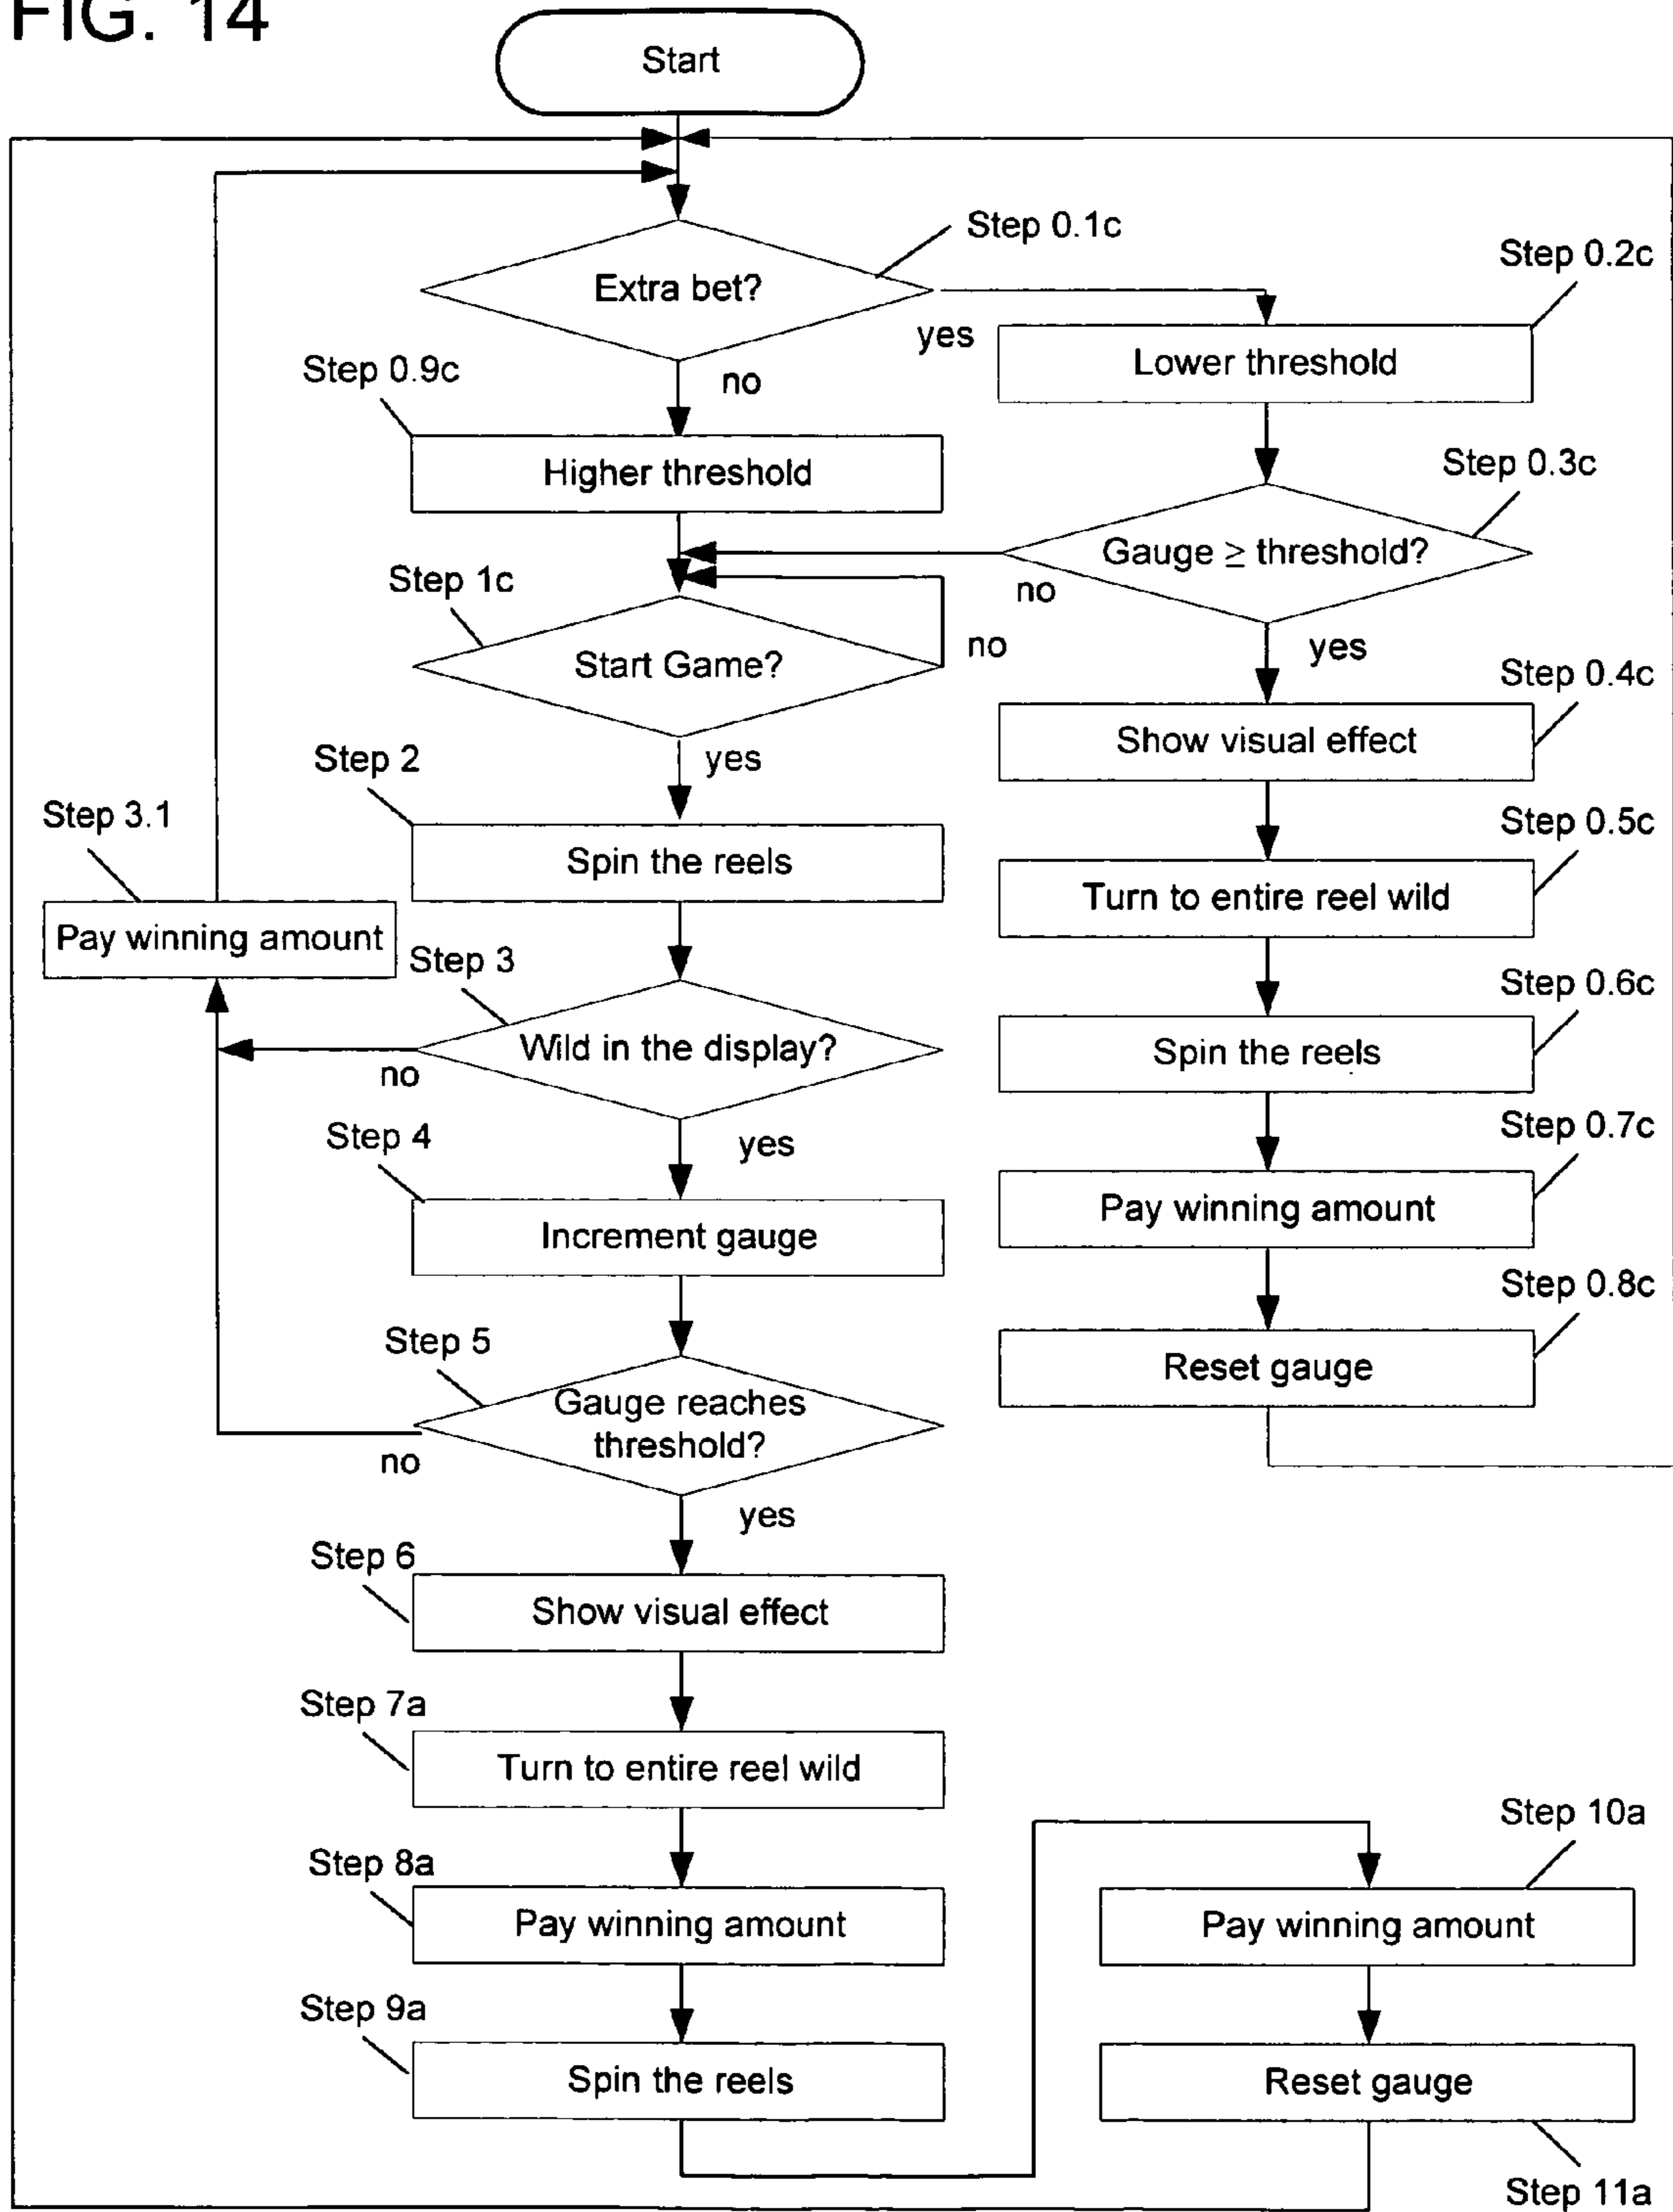 FIG. 14
Start
Step 0.1c
Extra bet?
yes
no
Step 0.2c
Lower threshold
Step 0.9c
Higher threshold
Step 0.3c
Gauge ≥ threshold?
no
yes
Step 1c
Start Game?
no
yes
Step 0.4c
Show visual effect
Step 2
Spin the reels
Step 0.5c
Turn to entire reel wild
Step 3.1
Pay winning amount
Step 3
Wild in the display?
no
yes
Step 0.6c
Spin the reels
Step 0.7c
Pay winning amount
Step 4
Increment gauge
Step 0.8c
Reset gauge
Step 5
Gauge reaches
threshold?
no
yes
Step 6
Show visual effect
Step 7a
Turn to entire reel wild
Step 8a
Pay winning amount
Step 9a
Spin the reels
Step 10a
Pay winning amount
Reset gauge
Step 11a